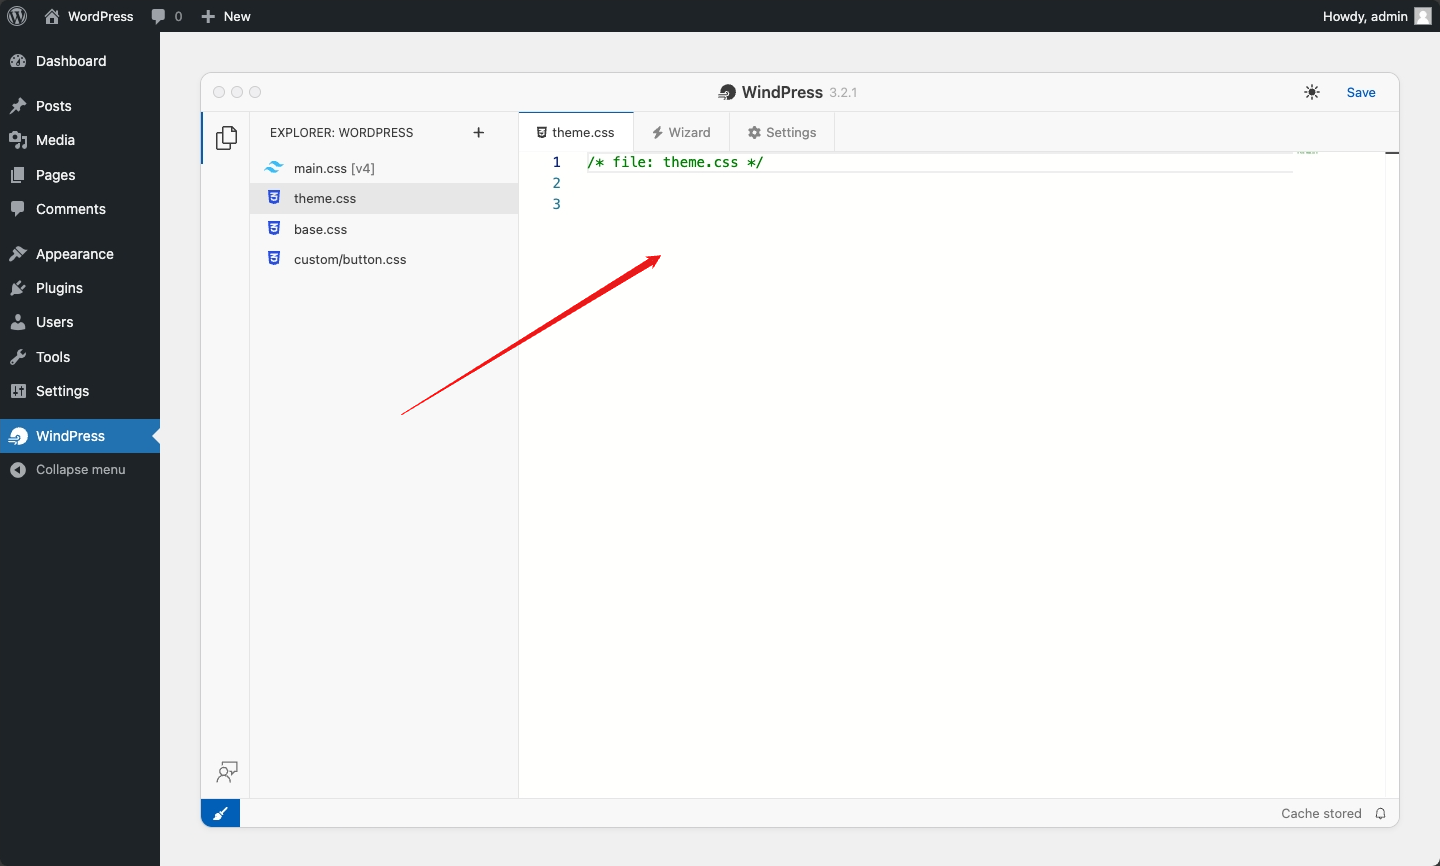 WordPress 0 New Howdy, admin
Dashboard
Posts
Media
Pages
Comments
Appearance
Plugins
Users
Tools
Settings
WindPress
Collapse menu
WindPress 3.2.1 Save
EXPLORER: WORDPRESS
main.css [v4]
theme.css
base.css
custom/button.css
theme.css Wizard Settings
1 /* file: theme.css */
2
3
Cache stored